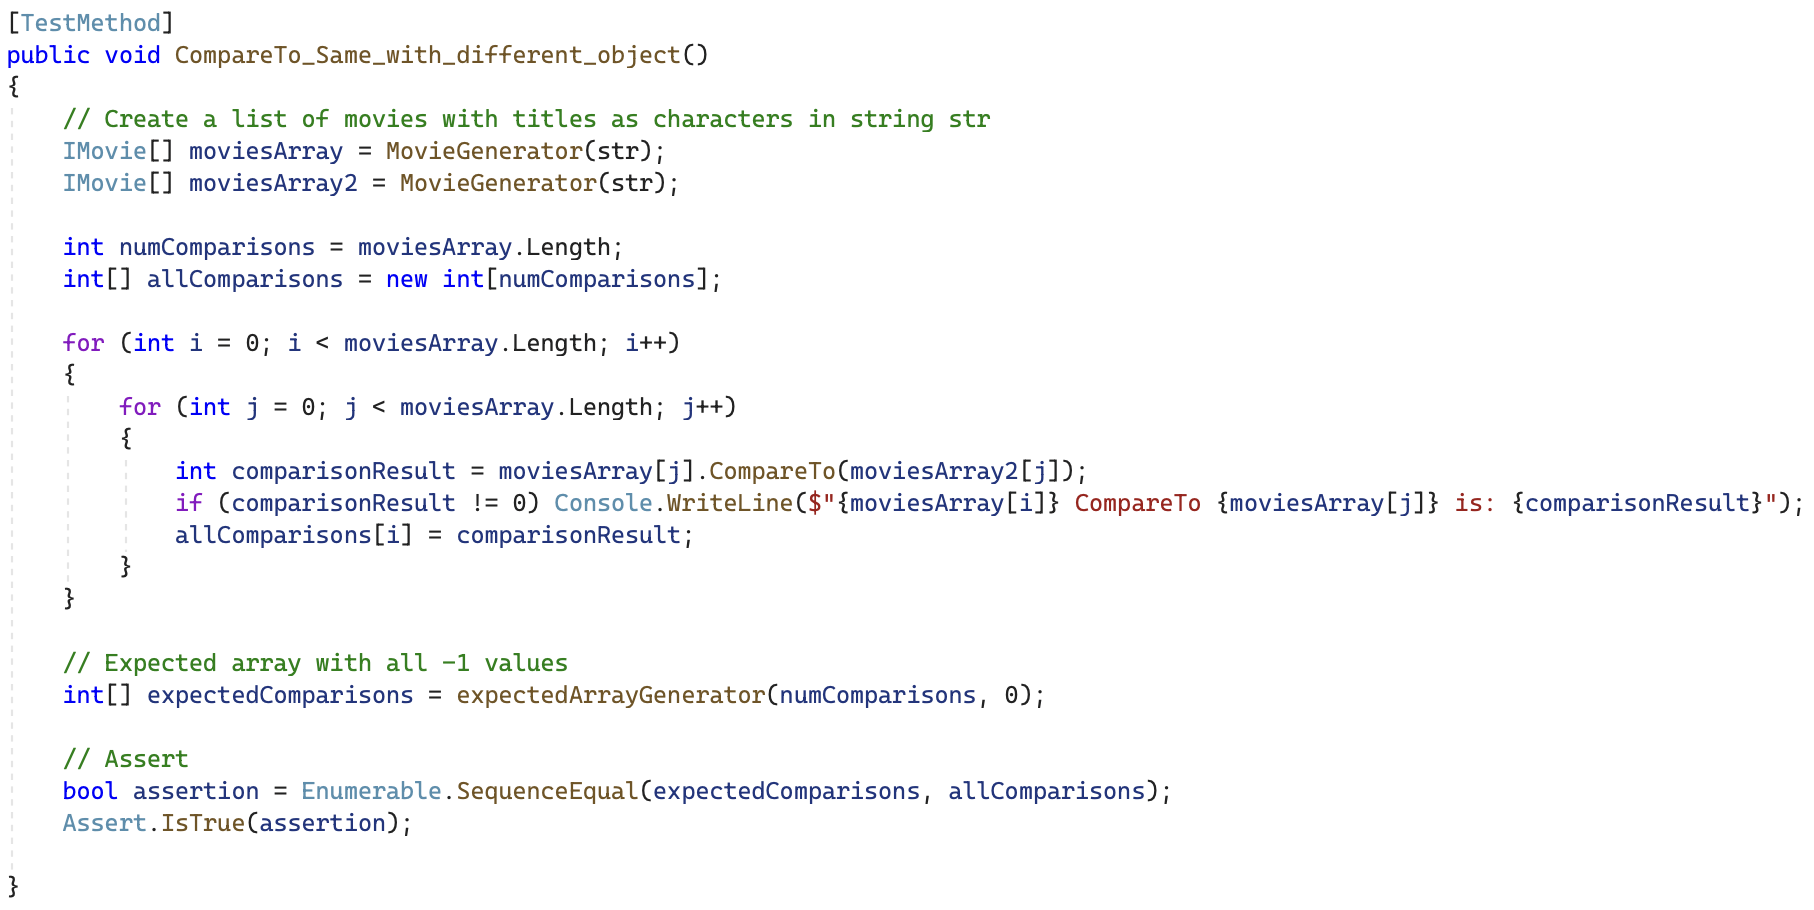 [TestMethod]
public void CompareTo_Same_with_different_object()
{
    // Create a list of movies with titles as characters in string str
    IMovie[] moviesArray = MovieGenerator(str);
    IMovie[] moviesArray2 = MovieGenerator(str);

    int numComparisons = moviesArray.Length;
    int[] allComparisons = new int[numComparisons];

    for (int i = 0; i < moviesArray.Length; i++)
    {
        for (int j = 0; j < moviesArray.Length; j++)
        {
            int comparisonResult = moviesArray[j].CompareTo(moviesArray2[j]);
            if (comparisonResult != 0) Console.WriteLine($"{moviesArray[i]} CompareTo {moviesArray[j]} is: {comparisonResult}");
            allComparisons[i] = comparisonResult;
        }
    }

    // Expected array with all -1 values
    int[] expectedComparisons = expectedArrayGenerator(numComparisons, 0);

    // Assert
    bool assertion = Enumerable.SequenceEqual(expectedComparisons, allComparisons);
    Assert.IsTrue(assertion);

}